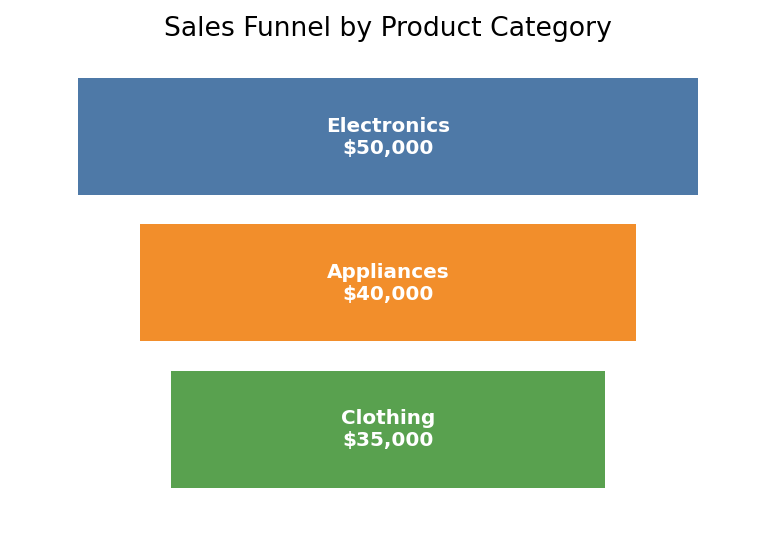 Sales Funnel by Product Category
Electronics
$50,000
Appliances
$40,000
Clothing
$35,000